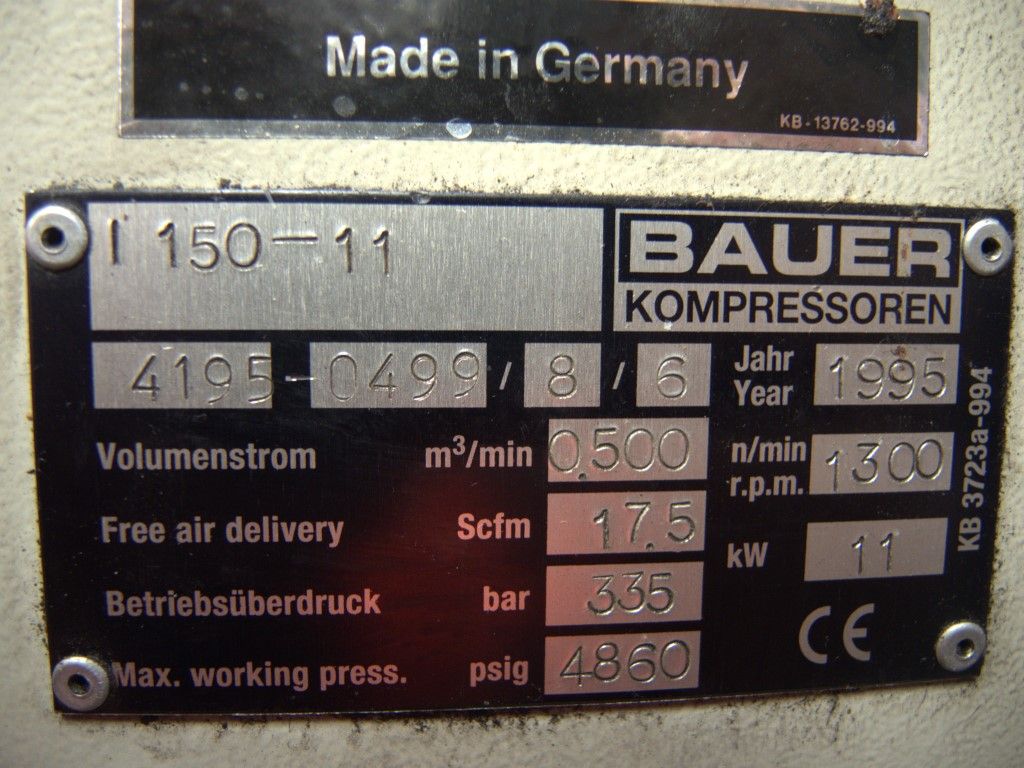 Made in Germany
KB-13762-994
I 150-11
BAUER
KOMPRESSOREN
4195-0499/8/6
Jahr
Year
1995
Volumenstrom m³/min 0,500
n/min
r.p.m.
1300
Free air delivery Scfm 17.5
kW 11
Betriebsüberdruck bar 335
CE
Max. working press. psig 4860
KB 3723a-994